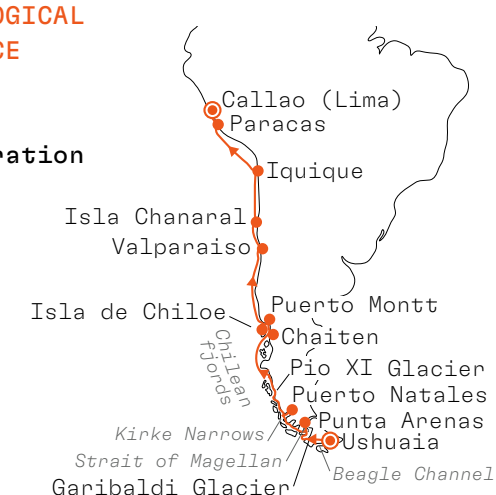 OGICAL
CE
ration
Callao (Lima)
Paracas
Iquique
Isla Chanaral
Valparaiso
Isla de Chiloe
Puerto Montt
Chaiten
Chilean
fjords
Pio XI Glacier
Puerto Natales
Punta Arenas
Kirke Narrows
Ushuaia
Strait of Magellan
Beagle Channel
Garibaldi Glacier